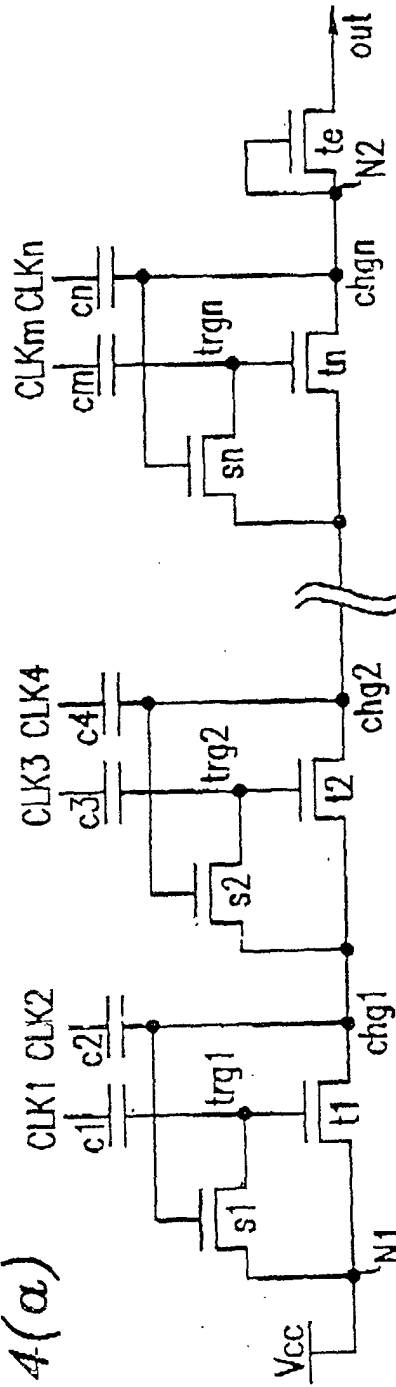 4(a)
CLK1 CLK2
c1 c2
trg1
s1
t1
chg1
Vcc
N1
CLK3 CLK4
c3 c4
trg2
s2
t2
chg2
CLKm CLKn
cm cn
trgn
sn
tn
chgn
te
N2
out